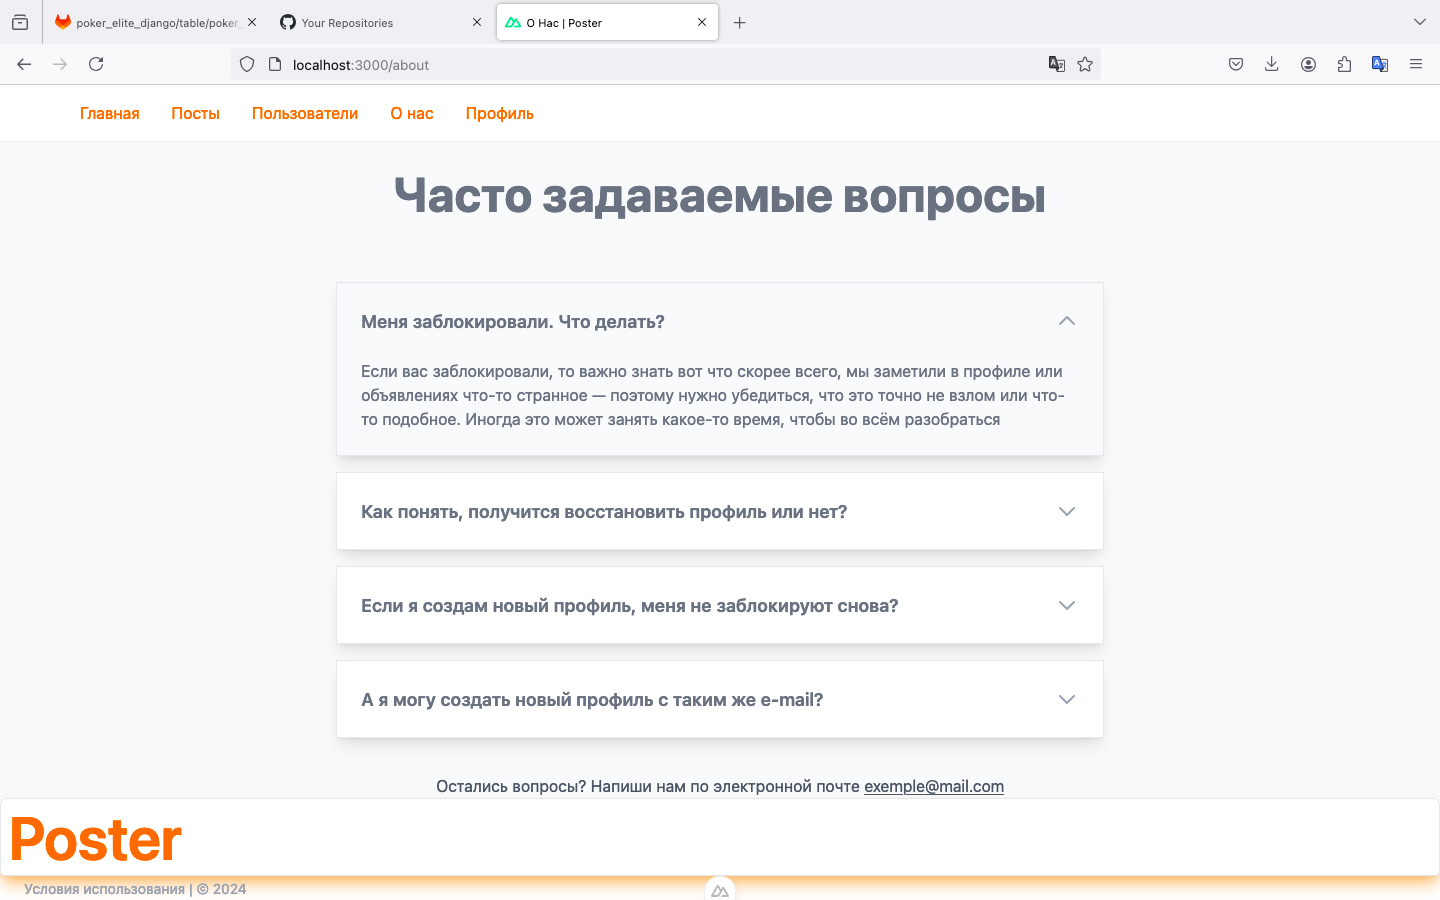 poker_elite_django/table/poker_
Your Repositories
О Нас | Poster
localhost:3000/about
Главная
Посты
Пользователи
О нас
Профиль
Часто задаваемые вопросы
Меня заблокировали. Что делать?
Если вас заблокировали, то важно знать вот что скорее всего, мы заметили в профиле или
объявлениях что-то странное — поэтому нужно убедиться, что это точно не взлом или что-
то подобное. Иногда это может занять какое-то время, чтобы во всём разобраться
Как понять, получится восстановить профиль или нет?
Если я создам новый профиль, меня не заблокируют снова?
А я могу создать новый профиль с таким же e-mail?
Остались вопросы? Напиши нам по электронной почте exemple@mail.com
Poster
Условия использования | © 2024